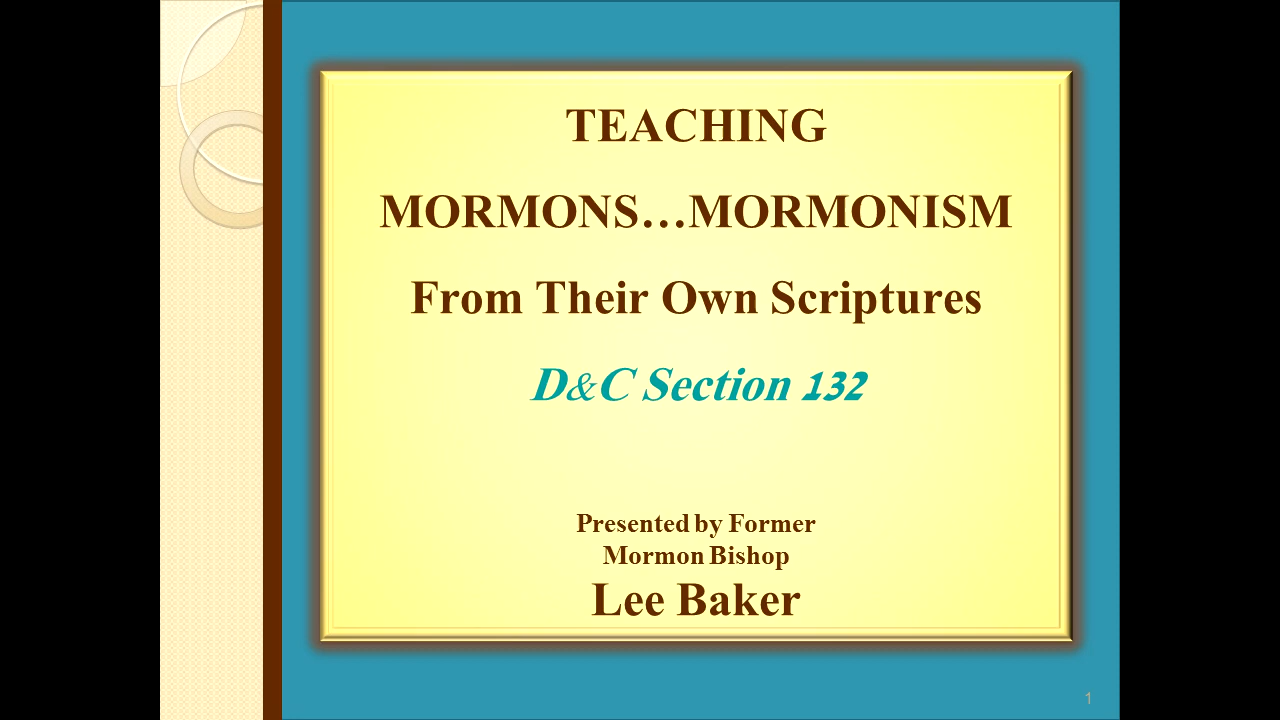 TEACHING
MORMONS…MORMONISM
From Their Own Scriptures
D&C Section 132
Presented by Former
Mormon Bishop
Lee Baker
1